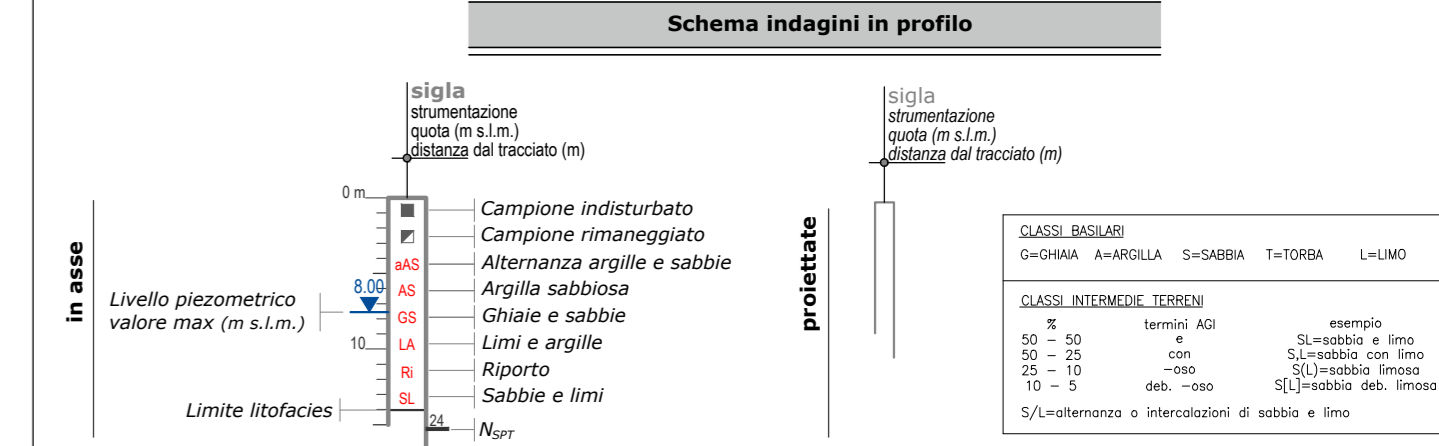 Schema indagini in profilo
in asse
sigla
strumentazione
quota (m s.l.m.)
distanza dal tracciato (m)
0 m
Campione indisturbato
Campione rimaneggiato
aAS Alternanza argille e sabbie
8.00 AS Argilla sabbiosa
Livello piezometrico
valore max (m s.l.m.)
GS Ghiaie e sabbie
10 LA Limi e argille
Ri Riporto
SL Sabbie e limi
Limite litofacies
24 NSPT
proiettate
sigla
strumentazione
quota (m s.l.m.)
distanza dal tracciato (m)
CLASSI BASILARI
G=GHIAIA A=ARGILLA S=SABBIA T=TORBA L=LIMO
CLASSI INTERMEDIE TERRENI
% termini AGI esempio
50 – 50 e SL=sabbia e limo
50 – 25 con S,L=sabbia con limo
25 – 10 –oso S(L)=sabbia limosa
10 – 5 deb. –oso S[L]=sabbia deb. limosa
S/L=alternanza o intercalazioni di sabbia e limo